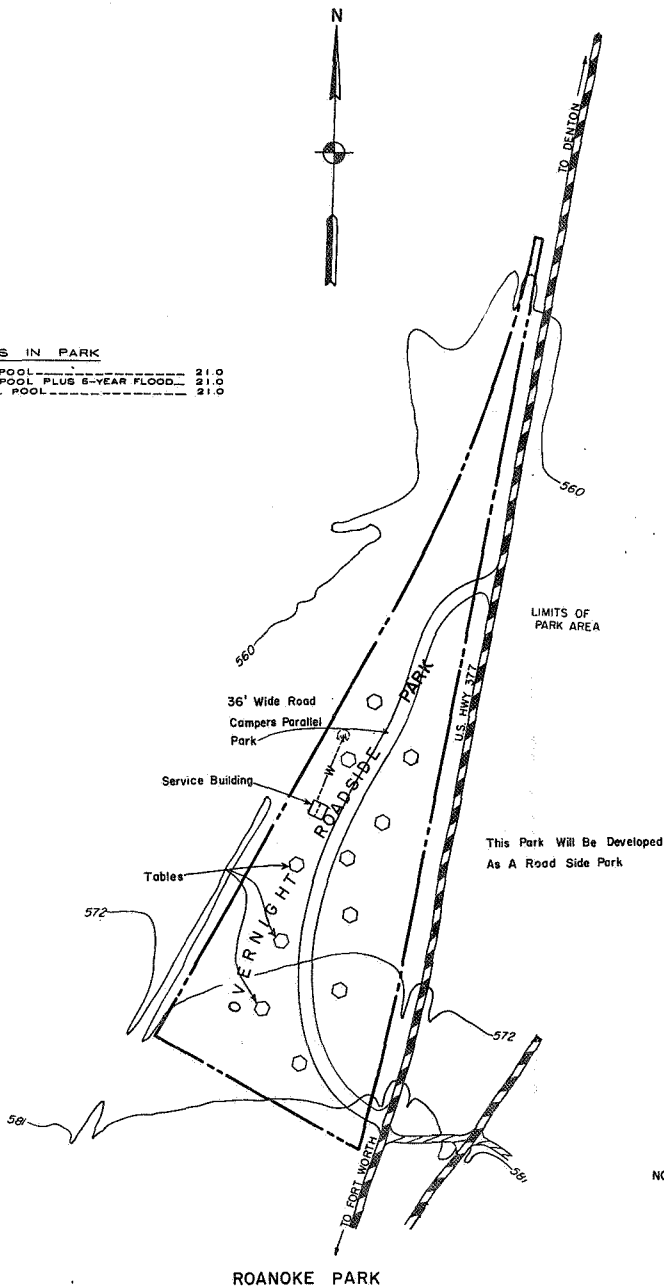 N
TO DENTON
S IN PARK
POOL 21.0
POOL PLUS 6-YEAR FLOOD 21.0
POOL 21.0
560
LIMITS OF
PARK AREA
560
U.S. HWY 377
36' Wide Road
Campers Parallel
Park
W
Service Building
OVERNIGHT ROADSIDE PARK
This Park Will Be Developed
As A Road Side Park
Tables
572
572
581
581
TO FORT WORTH
NO
ROANOKE PARK